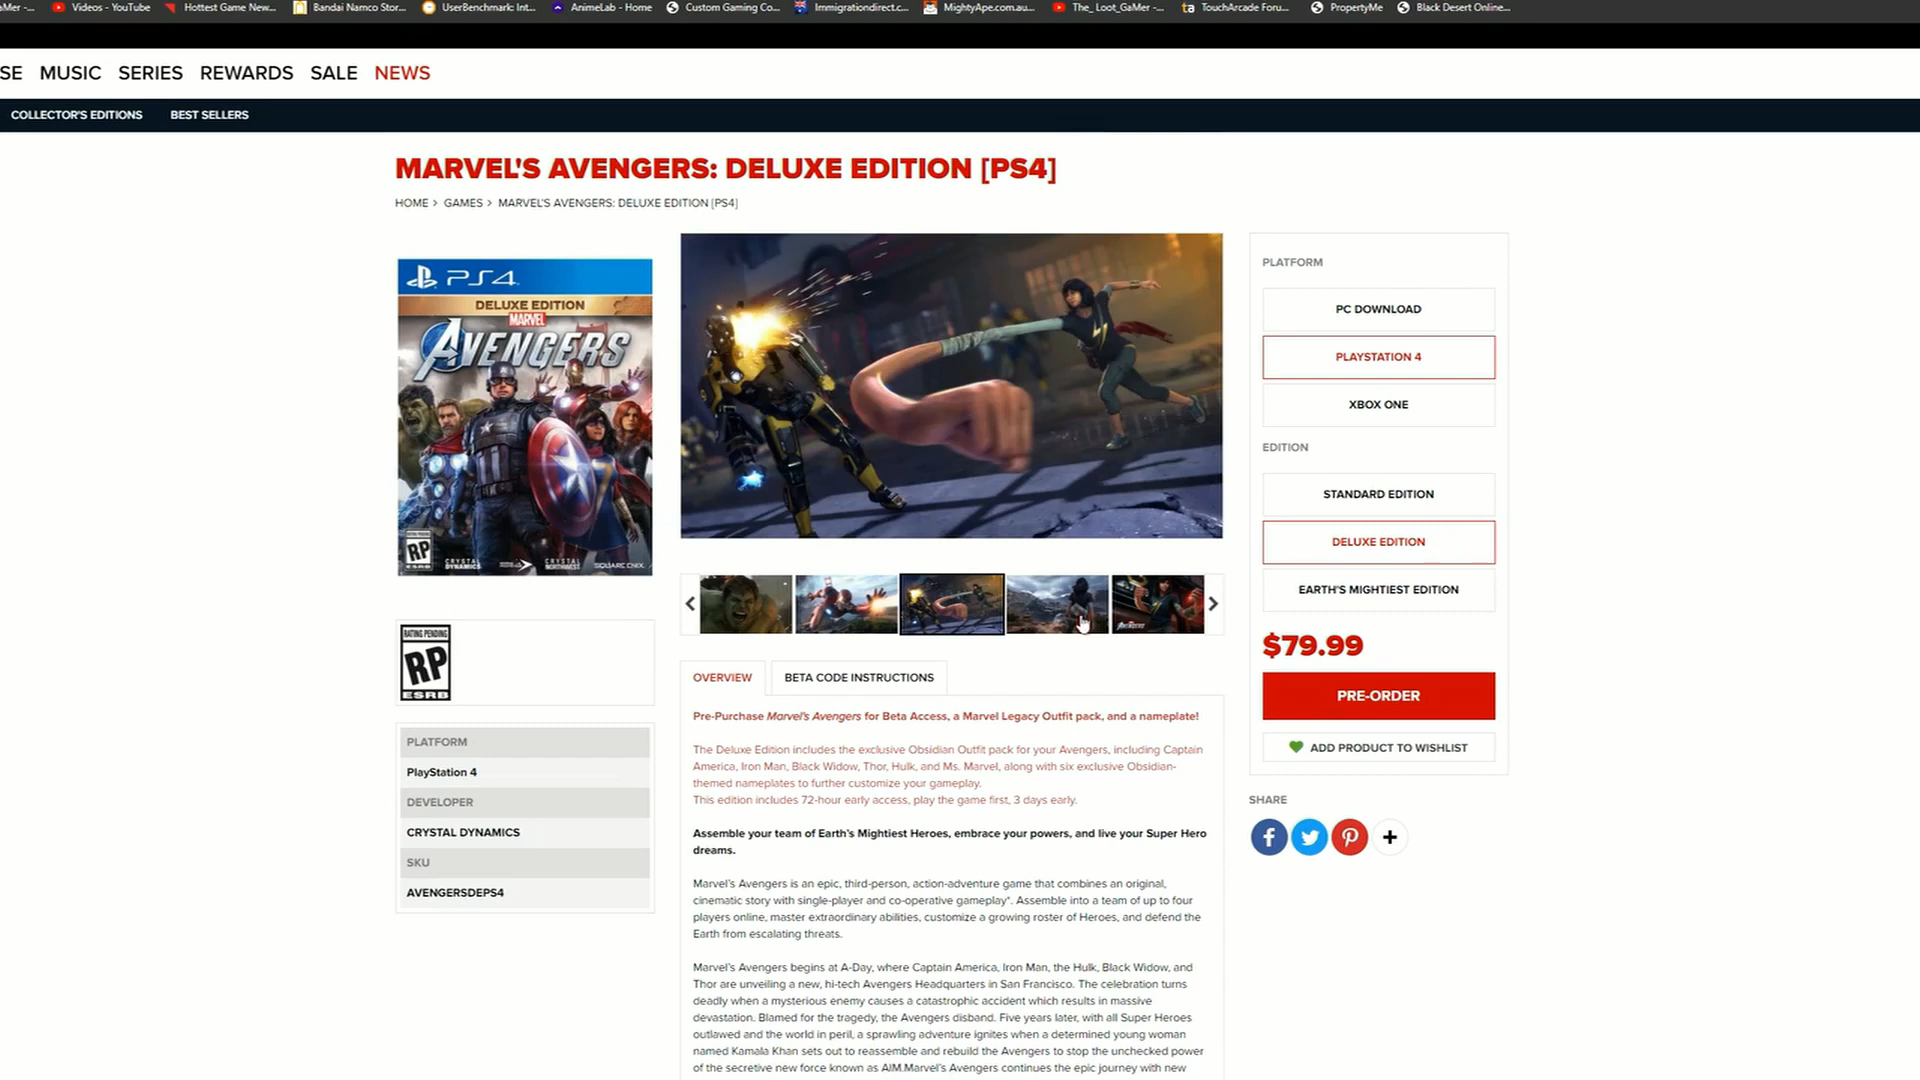 aMer -...
Videos - YouTube
Hottest Game New...
Bandai Namco Stor...
UserBenchmark: Int...
AnimeLab - Home
Custom Gaming Co...
Immigrationdirect.c...
MightyApe.com.au...
The_ Loot_GaMer -...
ta TouchArcade Foru...
PropertyMe
Black Desert Online...
SE MUSIC SERIES REWARDS SALE NEWS
COLLECTOR'S EDITIONS BEST SELLERS
MARVEL'S AVENGERS: DELUXE EDITION [PS4]
HOME > GAMES > MARVEL'S AVENGERS: DELUXE EDITION [PS4]
PS4
DELUXE EDITION
MARVEL
AVENGERS
RATING PENDING
RP
ESRB
CRYSTAL DYNAMICS
CRYSTAL NORTHWEST
SQUARE ENIX
RATING PENDING
RP
ESRB
PLATFORM
PlayStation 4
DEVELOPER
CRYSTAL DYNAMICS
SKU
AVENGERSDEPS4
AVENGERS
OVERVIEW
BETA CODE INSTRUCTIONS
Pre-Purchase Marvel's Avengers for Beta Access, a Marvel Legacy Outfit pack, and a nameplate!
The Deluxe Edition includes the exclusive Obsidian Outfit pack for your Avengers, including Captain
America, Iron Man, Black Widow, Thor, Hulk, and Ms. Marvel, along with six exclusive Obsidian-
themed nameplates to further customize your gameplay.
This edition includes 72-hour early access, play the game first, 3 days early.
Assemble your team of Earth's Mightiest Heroes, embrace your powers, and live your Super Hero
dreams.
Marvel's Avengers is an epic, third-person, action-adventure game that combines an original,
cinematic story with single-player and co-operative gameplay*. Assemble into a team of up to four
players online, master extraordinary abilities, customize a growing roster of Heroes, and defend the
Earth from escalating threats.
Marvel's Avengers begins at A-Day, where Captain America, Iron Man, the Hulk, Black Widow, and
Thor are unveiling a new, hi-tech Avengers Headquarters in San Francisco. The celebration turns
deadly when a mysterious enemy causes a catastrophic accident which results in massive
devastation. Blamed for the tragedy, the Avengers disband. Five years later, with all Super Heroes
outlawed and the world in peril, a sprawling adventure ignites when a determined young woman
named Kamala Khan sets out to reassemble and rebuild the Avengers to stop the unchecked power
of the secretive new force known as AIM.Marvel's Avengers continues the epic journey with new
PLATFORM
PC DOWNLOAD
PLAYSTATION 4
XBOX ONE
EDITION
STANDARD EDITION
DELUXE EDITION
EARTH'S MIGHTIEST EDITION
$79.99
PRE-ORDER
ADD PRODUCT TO WISHLIST
SHARE